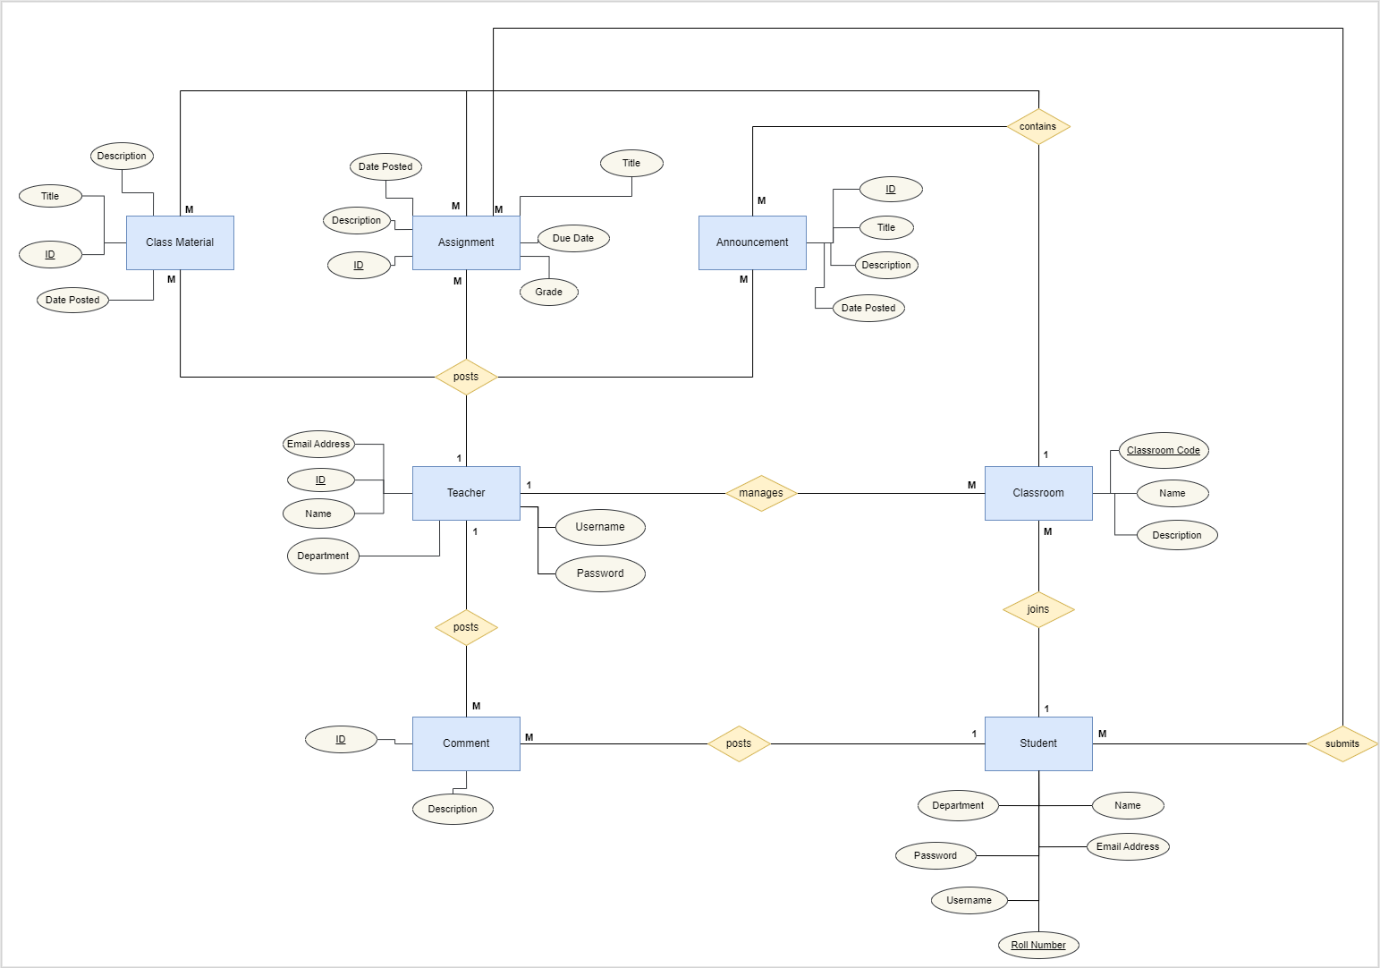 contains
Description
Title
ID
Date Posted
M
Class Material
M
Date Posted
Description
ID
Title
Due Date
Grade
M
M
Assignment
M
M
Announcement
M
ID
Title
Description
Date Posted
posts
1
Email Address
ID
Name
Department
Teacher
1
1
Username
Password
manages
M
1
Classroom
M
Classroom Code
Name
Description
posts
joins
M
1
ID
Comment
M
Description
posts
1
Student
M
submits
Department
Name
Password
Email Address
Username
Roll Number